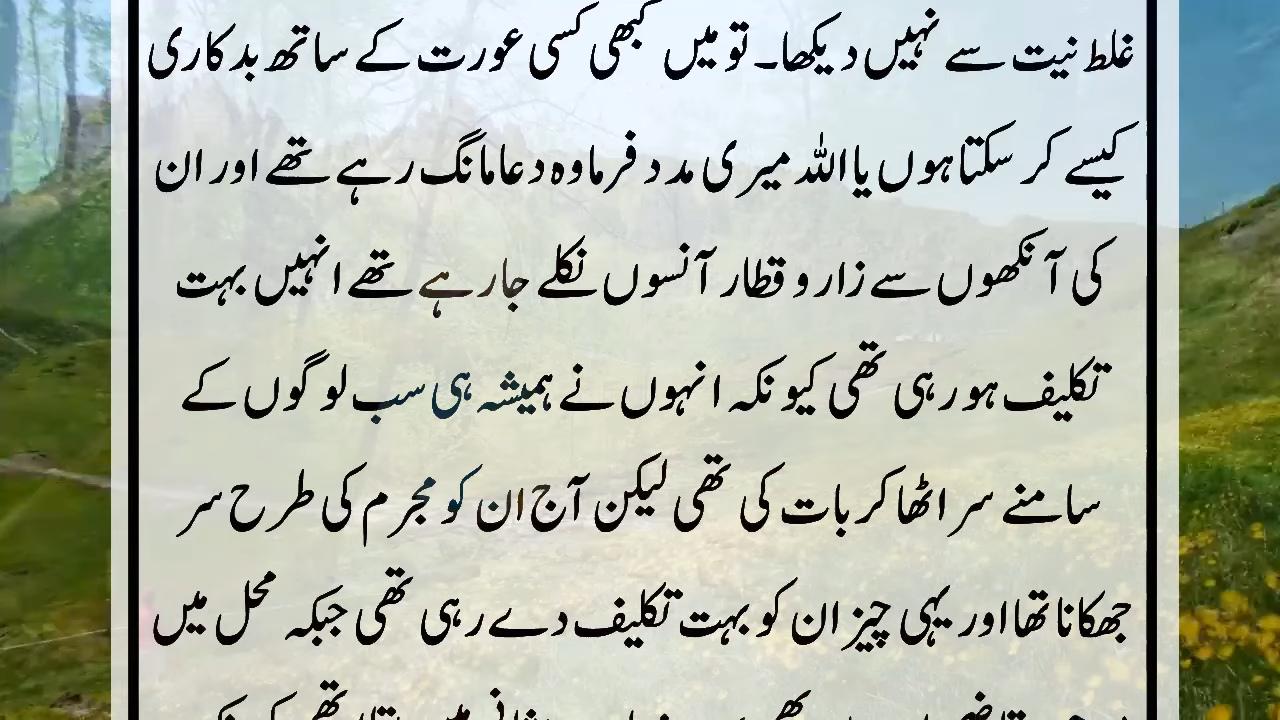 غلط نیت سے نہیں دیکھا۔ تو میں کبھی کسی عورت کے ساتھ بدکاری
کیسے کر سکتا ہوں یا اللہ میری مدد فرما وہ دعا مانگ رہے تھے اور ان
کی آنکھوں سے زار و قطار آنسوں نکلے جا رہے تھے انہیں بہت
تکلیف ہو رہی تھی کیونکہ انہوں نے ہمیشہ ہی سب لوگوں کے
سامنے سر اٹھا کر بات کی تھی لیکن آج ان کو مجرم کی طرح سر
جھکانا تھا اور یہی چیز ان کو بہت تکلیف دے رہی تھی جبکہ محل میں